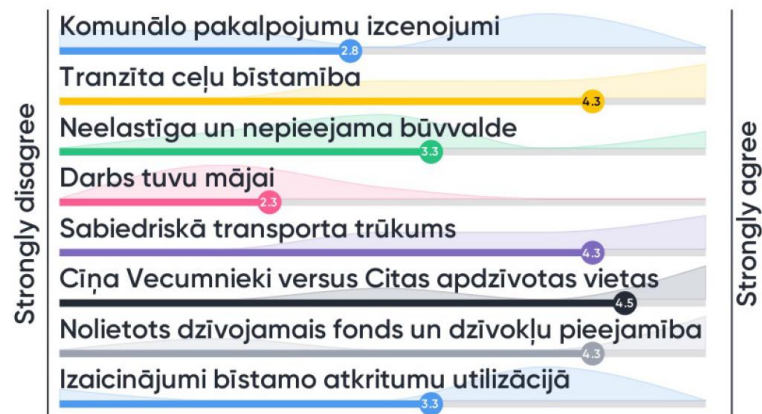 Strongly disagree
Komunālo pakalpojumu izcenojumi
2.8
Tranzīta ceļu bīstamība
4.3
Neelastīga un nepieejama būvvalde
3.3
Darbs tuvu mājai
2.3
Sabiedriskā transporta trūkums
4.3
Cīņa Vecumnieki versus Citas apdzīvotas vietas
4.5
Nolietots dzīvojamais fonds un dzīvokļu pieejamība
4.3
Izaicinājumi bīstamo atkritumu utilizācijā
3.3
Strongly agree